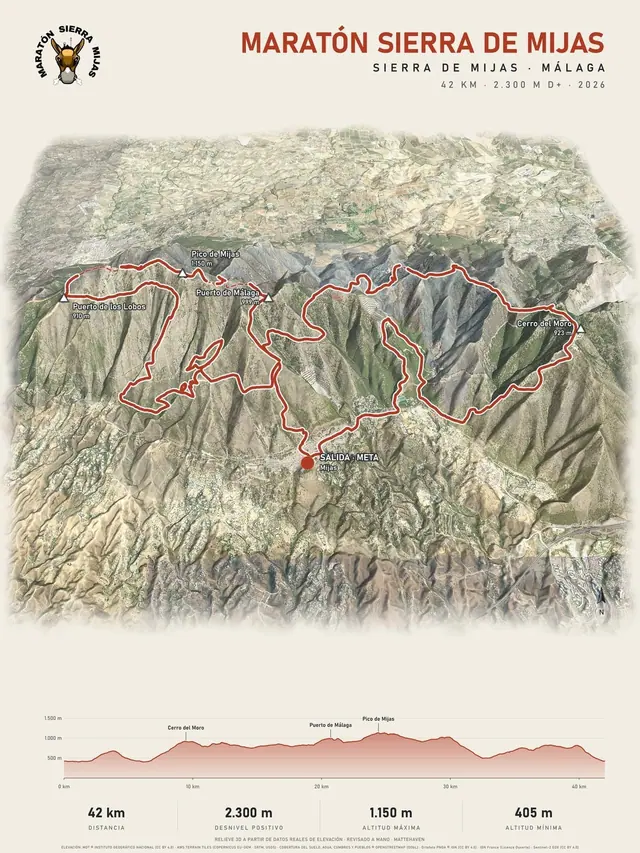 MARATÓN SIERRA MIJAS
MARATÓN SIERRA DE MIJAS
SIERRA DE MIJAS · MÁLAGA
42 KM · 2.300 M D+ · 2026
Pico de Mijas
1.150 m
Puerto de Málaga
Puerto de los Lobos
910 m
Cerro del Moro
923 m
SALIDA · META
Mijas
N
1.500 m
1.000 m
500 m
Cerro del Moro
Puerto de Málaga
Pico de Mijas
0 km
10 km
20 km
30 km
40 km
42 km
DISTANCIA
2.300 m
DESNIVEL POSITIVO
1.150 m
ALTITUD MÁXIMA
405 m
ALTITUD MÍNIMA
RELIEVE 3D A PARTIR DE DATOS REALES DE ELEVACIÓN · REVISADO A MANO · MATTEHAVEN